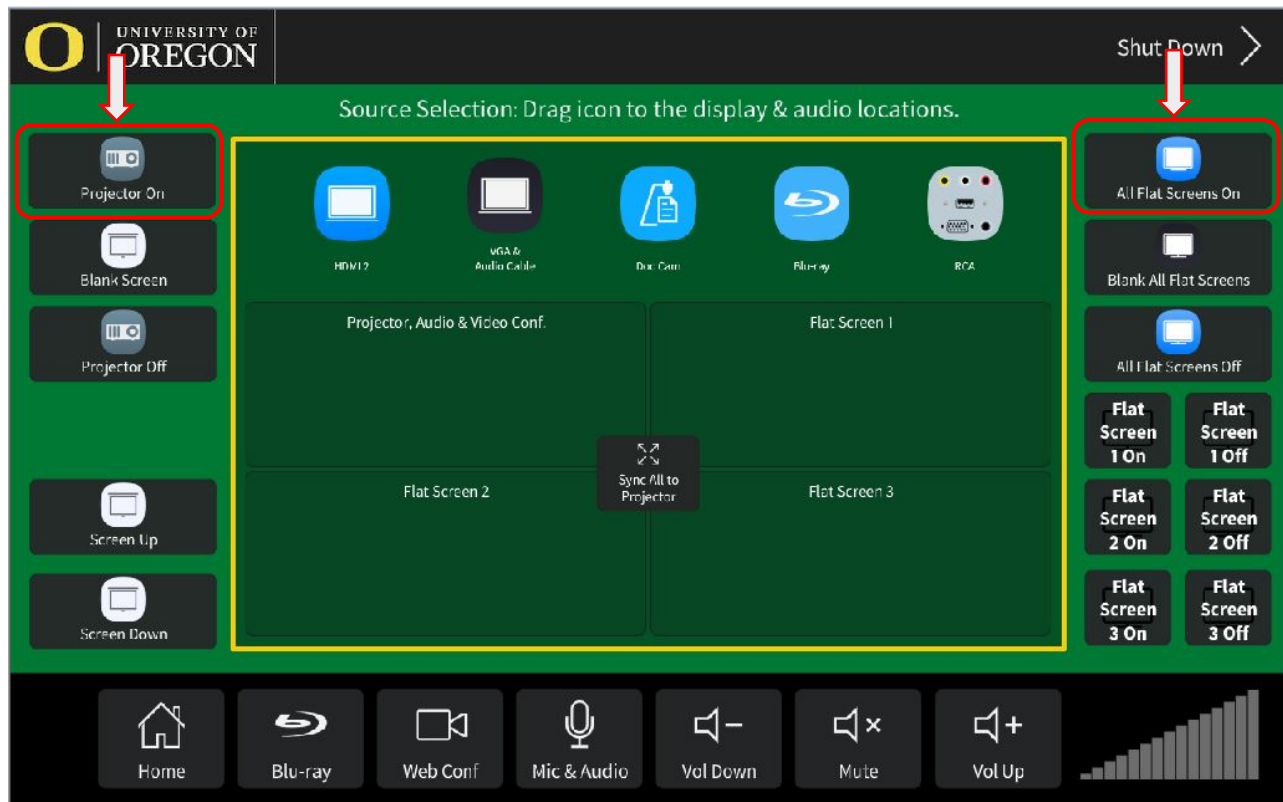 UNIVERSITY OF
OREGON
Shut Down
Source Selection: Drag icon to the display & audio locations.
Projector On
Blank Screen
Projector Off
Screen Up
Screen Down
HDMI 2
VGA &
Audio Cable
Doc Cam
Blu-ray
RCA
Projector, Audio & Video Conf.
Flat Screen 1
Flat Screen 2
Flat Screen 3
Sync All to
Projector
All Flat Screens On
Blank All Flat Screens
All Flat Screens Off
Flat
Screen
1 On
Flat
Screen
1 Off
Flat
Screen
2 On
Flat
Screen
2 Off
Flat
Screen
3 On
Flat
Screen
3 Off
Home
Blu-ray
Web Conf
Mic & Audio
Vol Down
Mute
Vol Up